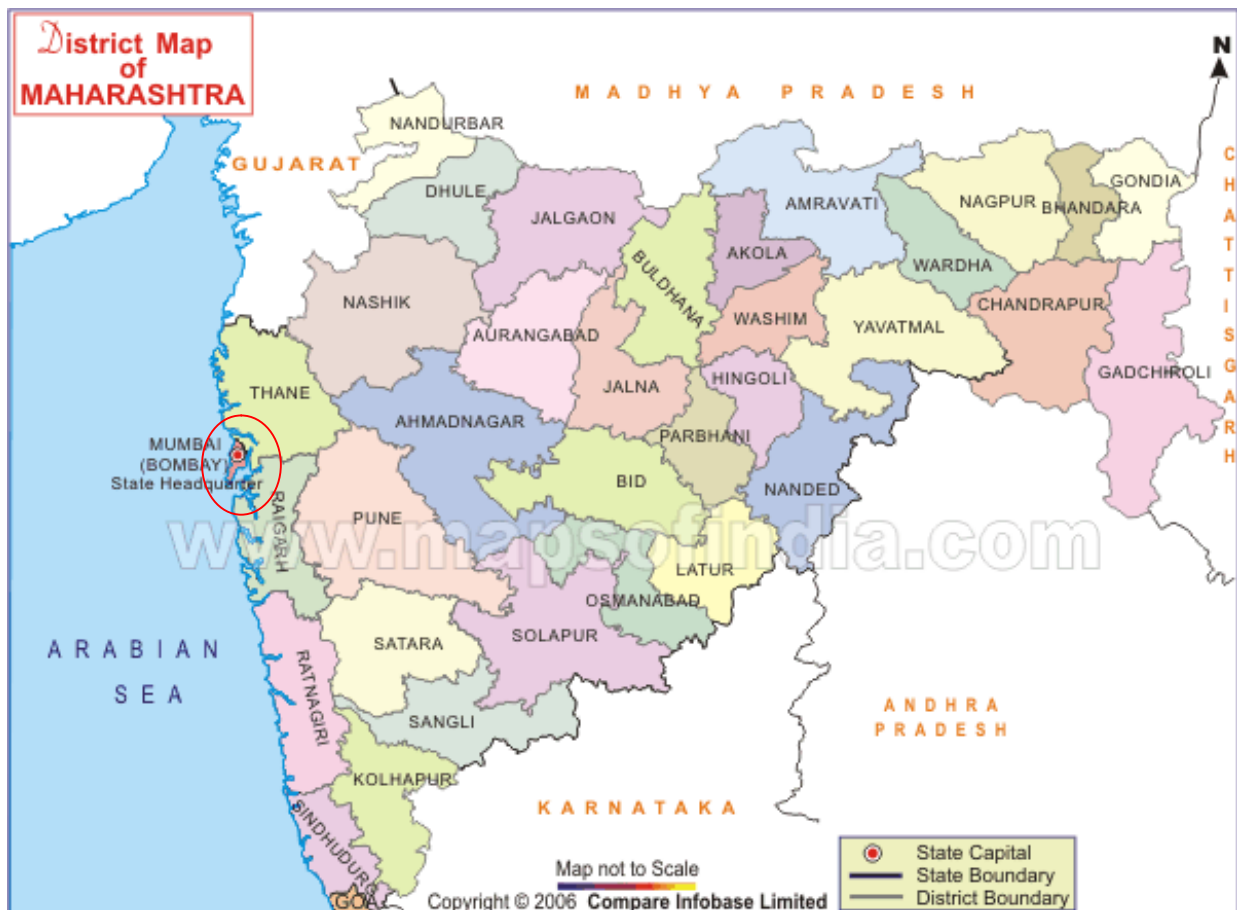 District Map
of
MAHARASHTRA
N
MADHYA PRADESH
GUJARAT
CHHATTISGARH
NANDURBAR
DHULE
JALGAON
BULDHANA
AKOLA
AMRAVATI
WARDHA
NAGPUR
BHANDARA
GONDIA
NASHIK
AURANGABAD
JALNA
WASHIM
HINGOLI
YAVATMAL
CHANDRAPUR
GADCHIROLI
THANE
AHMADNAGAR
PARBHANI
NANDED
BID
MUMBAI
(BOMBAY)
State Headquarter
RAIGARH
PUNE
www.mapsofindia.com
LATUR
OSMANABAD
SOLAPUR
SATARA
ARABIAN
SEA
RATNAGIRI
SANGLI
KOLHAPUR
SINDHUDURG
GOA
ANDHRA
PRADESH
KARNATAKA
Map not to Scale
Copyright © 2006 Compare Infobase Limited
State Capital
State Boundary
District Boundary